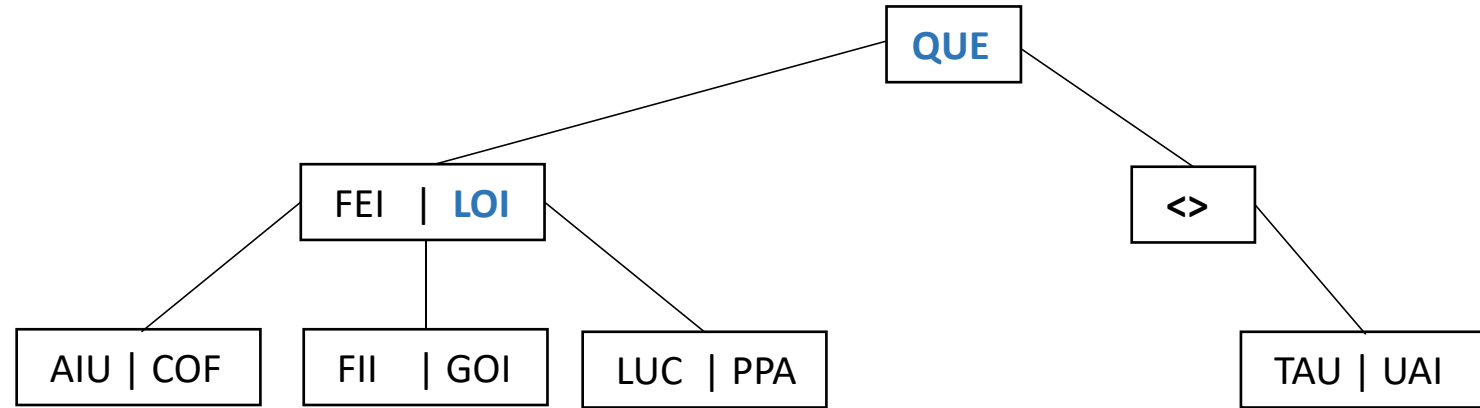 QUE
FEI | LOI
<>
AIU | COF
FII | GOI
LUC | PPA
TAU | UAI